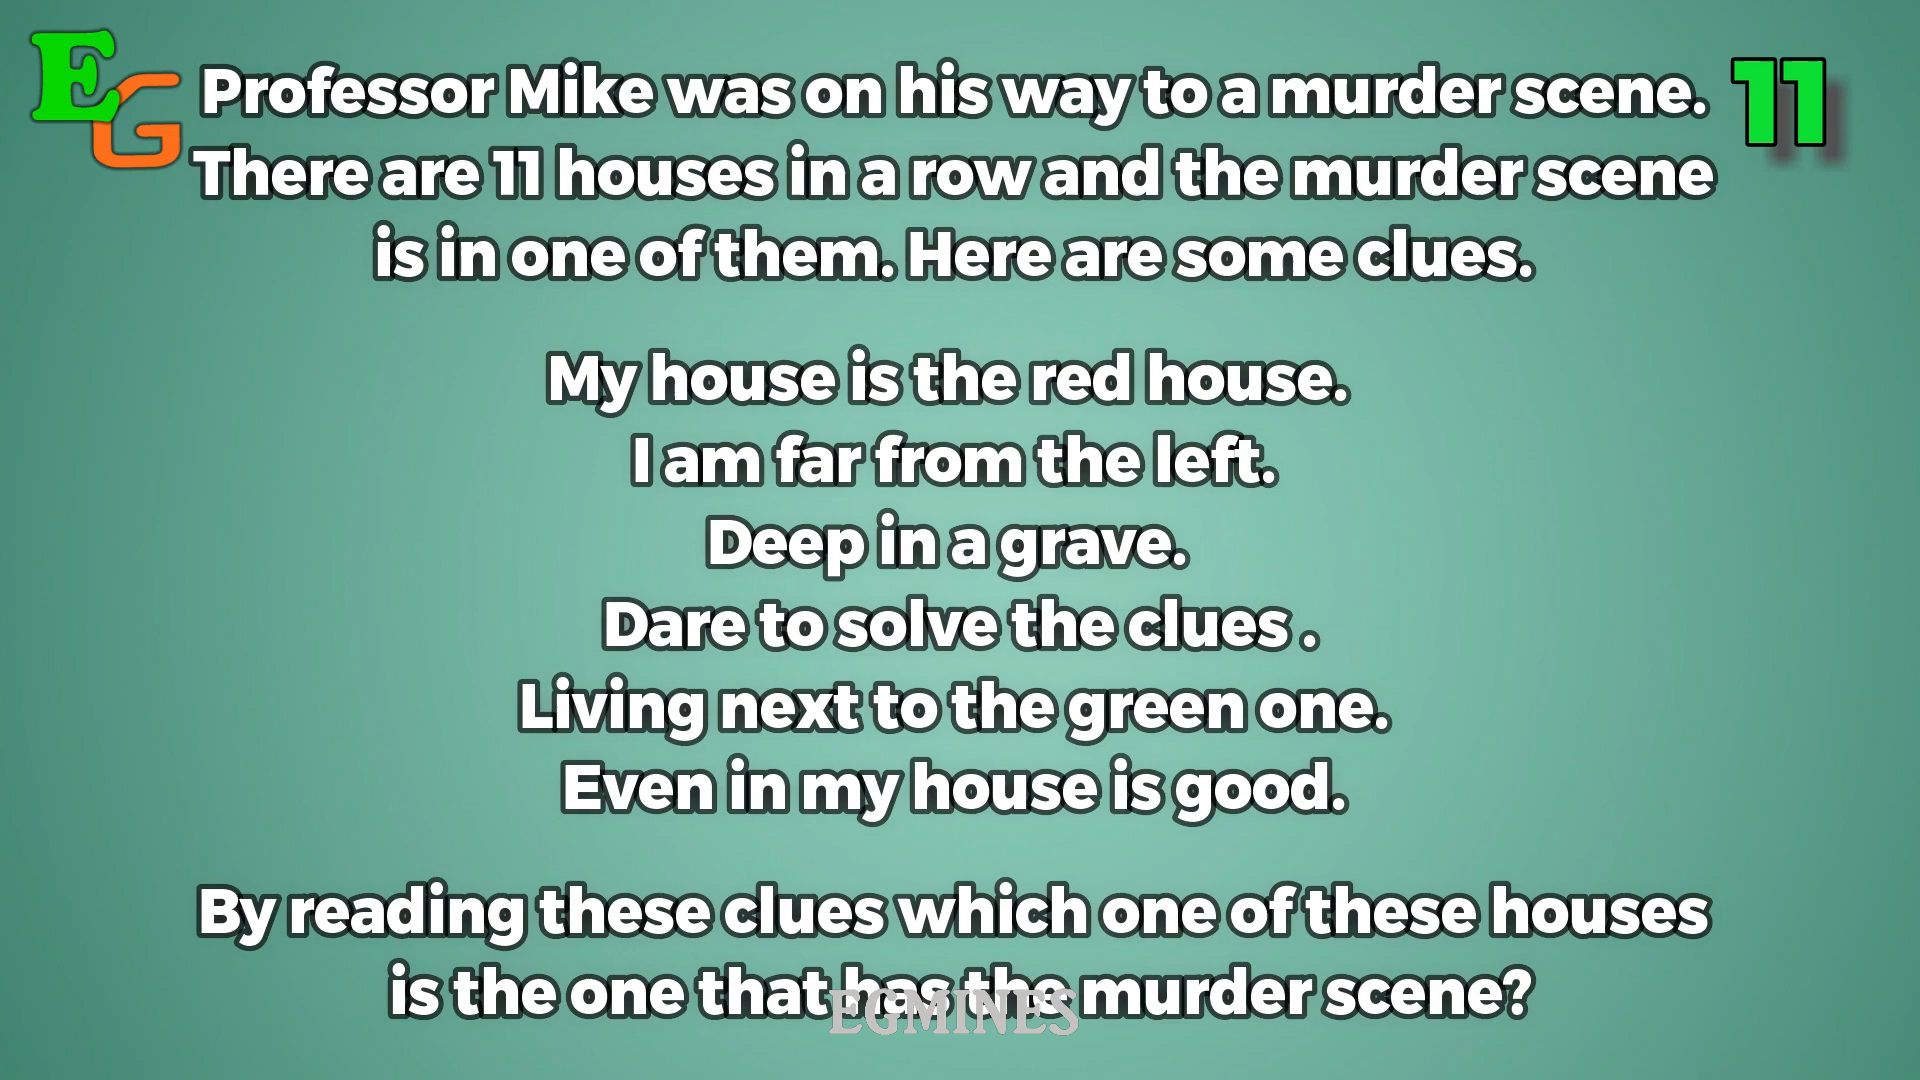 EG
Professor Mike was on his way to a murder scene.
11
There are 11 houses in a row and the murder scene
is in one of them. Here are some clues.
My house is the red house.
I am far from the left.
Deep in a grave.
Dare to solve the clues .
Living next to the green one.
Even in my house is good.
By reading these clues which one of these houses
is the one that has the murder scene?
EGMINES